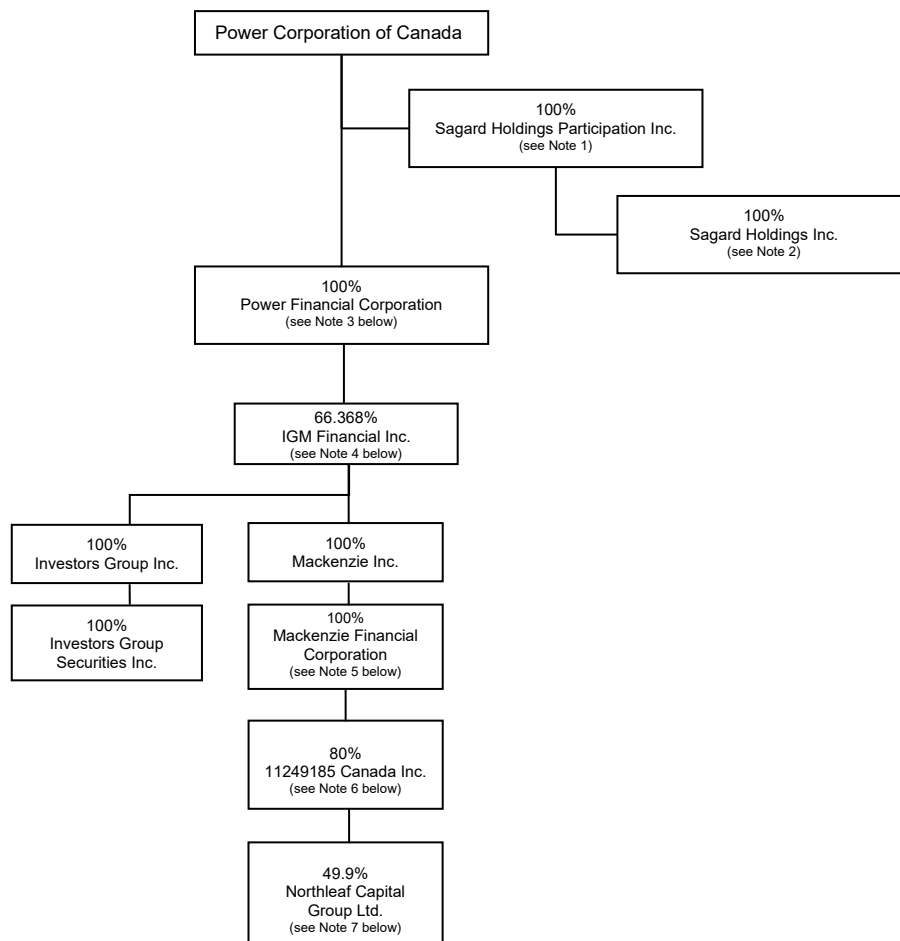 Power Corporation of Canada
100%
Sagard Holdings Participation Inc.
(see Note 1)
100%
Sagard Holdings Inc.
(see Note 2)
100%
Power Financial Corporation
(see Note 3 below)
66.368%
IGM Financial Inc.
(see Note 4 below)
100%
Investors Group Inc.
100%
Mackenzie Inc.
100%
Investors Group
Securities Inc.
100%
Mackenzie Financial
Corporation
(see Note 5 below)
80%
11249185 Canada Inc.
(see Note 6 below)
49.9%
Northleaf Capital
Group Ltd.
(see Note 7 below)